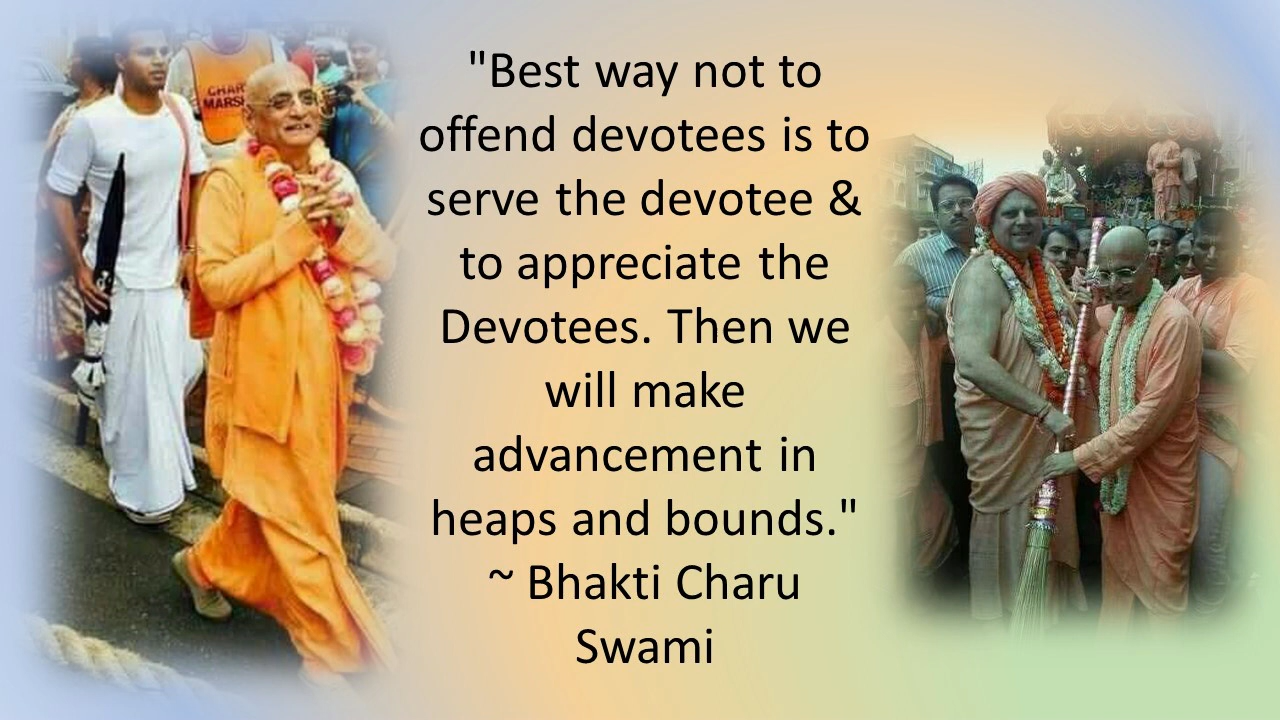 "Best way not to
offend devotees is to
serve the devotee &
to appreciate the
Devotees. Then we
will make
advancement in
heaps and bounds."
~ Bhakti Charu
Swami